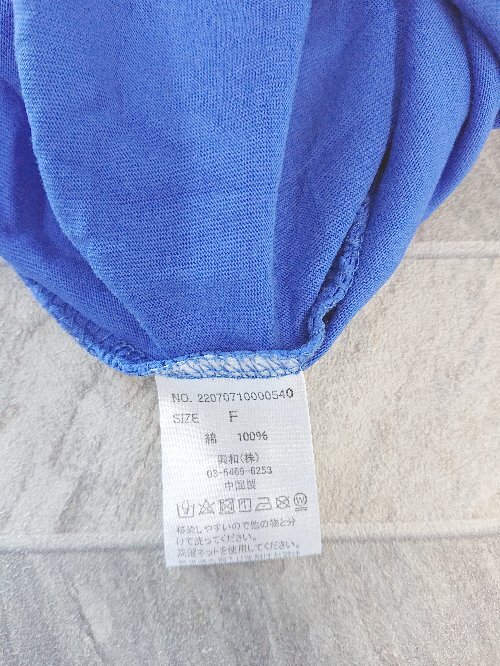 NO. 22070710000540
SIZE F
綿 100%
美和(株)
03-5469-6253
中国製
移染しやすいので他の物と分
けて洗ってください。
洗濯ネットを使用してください。